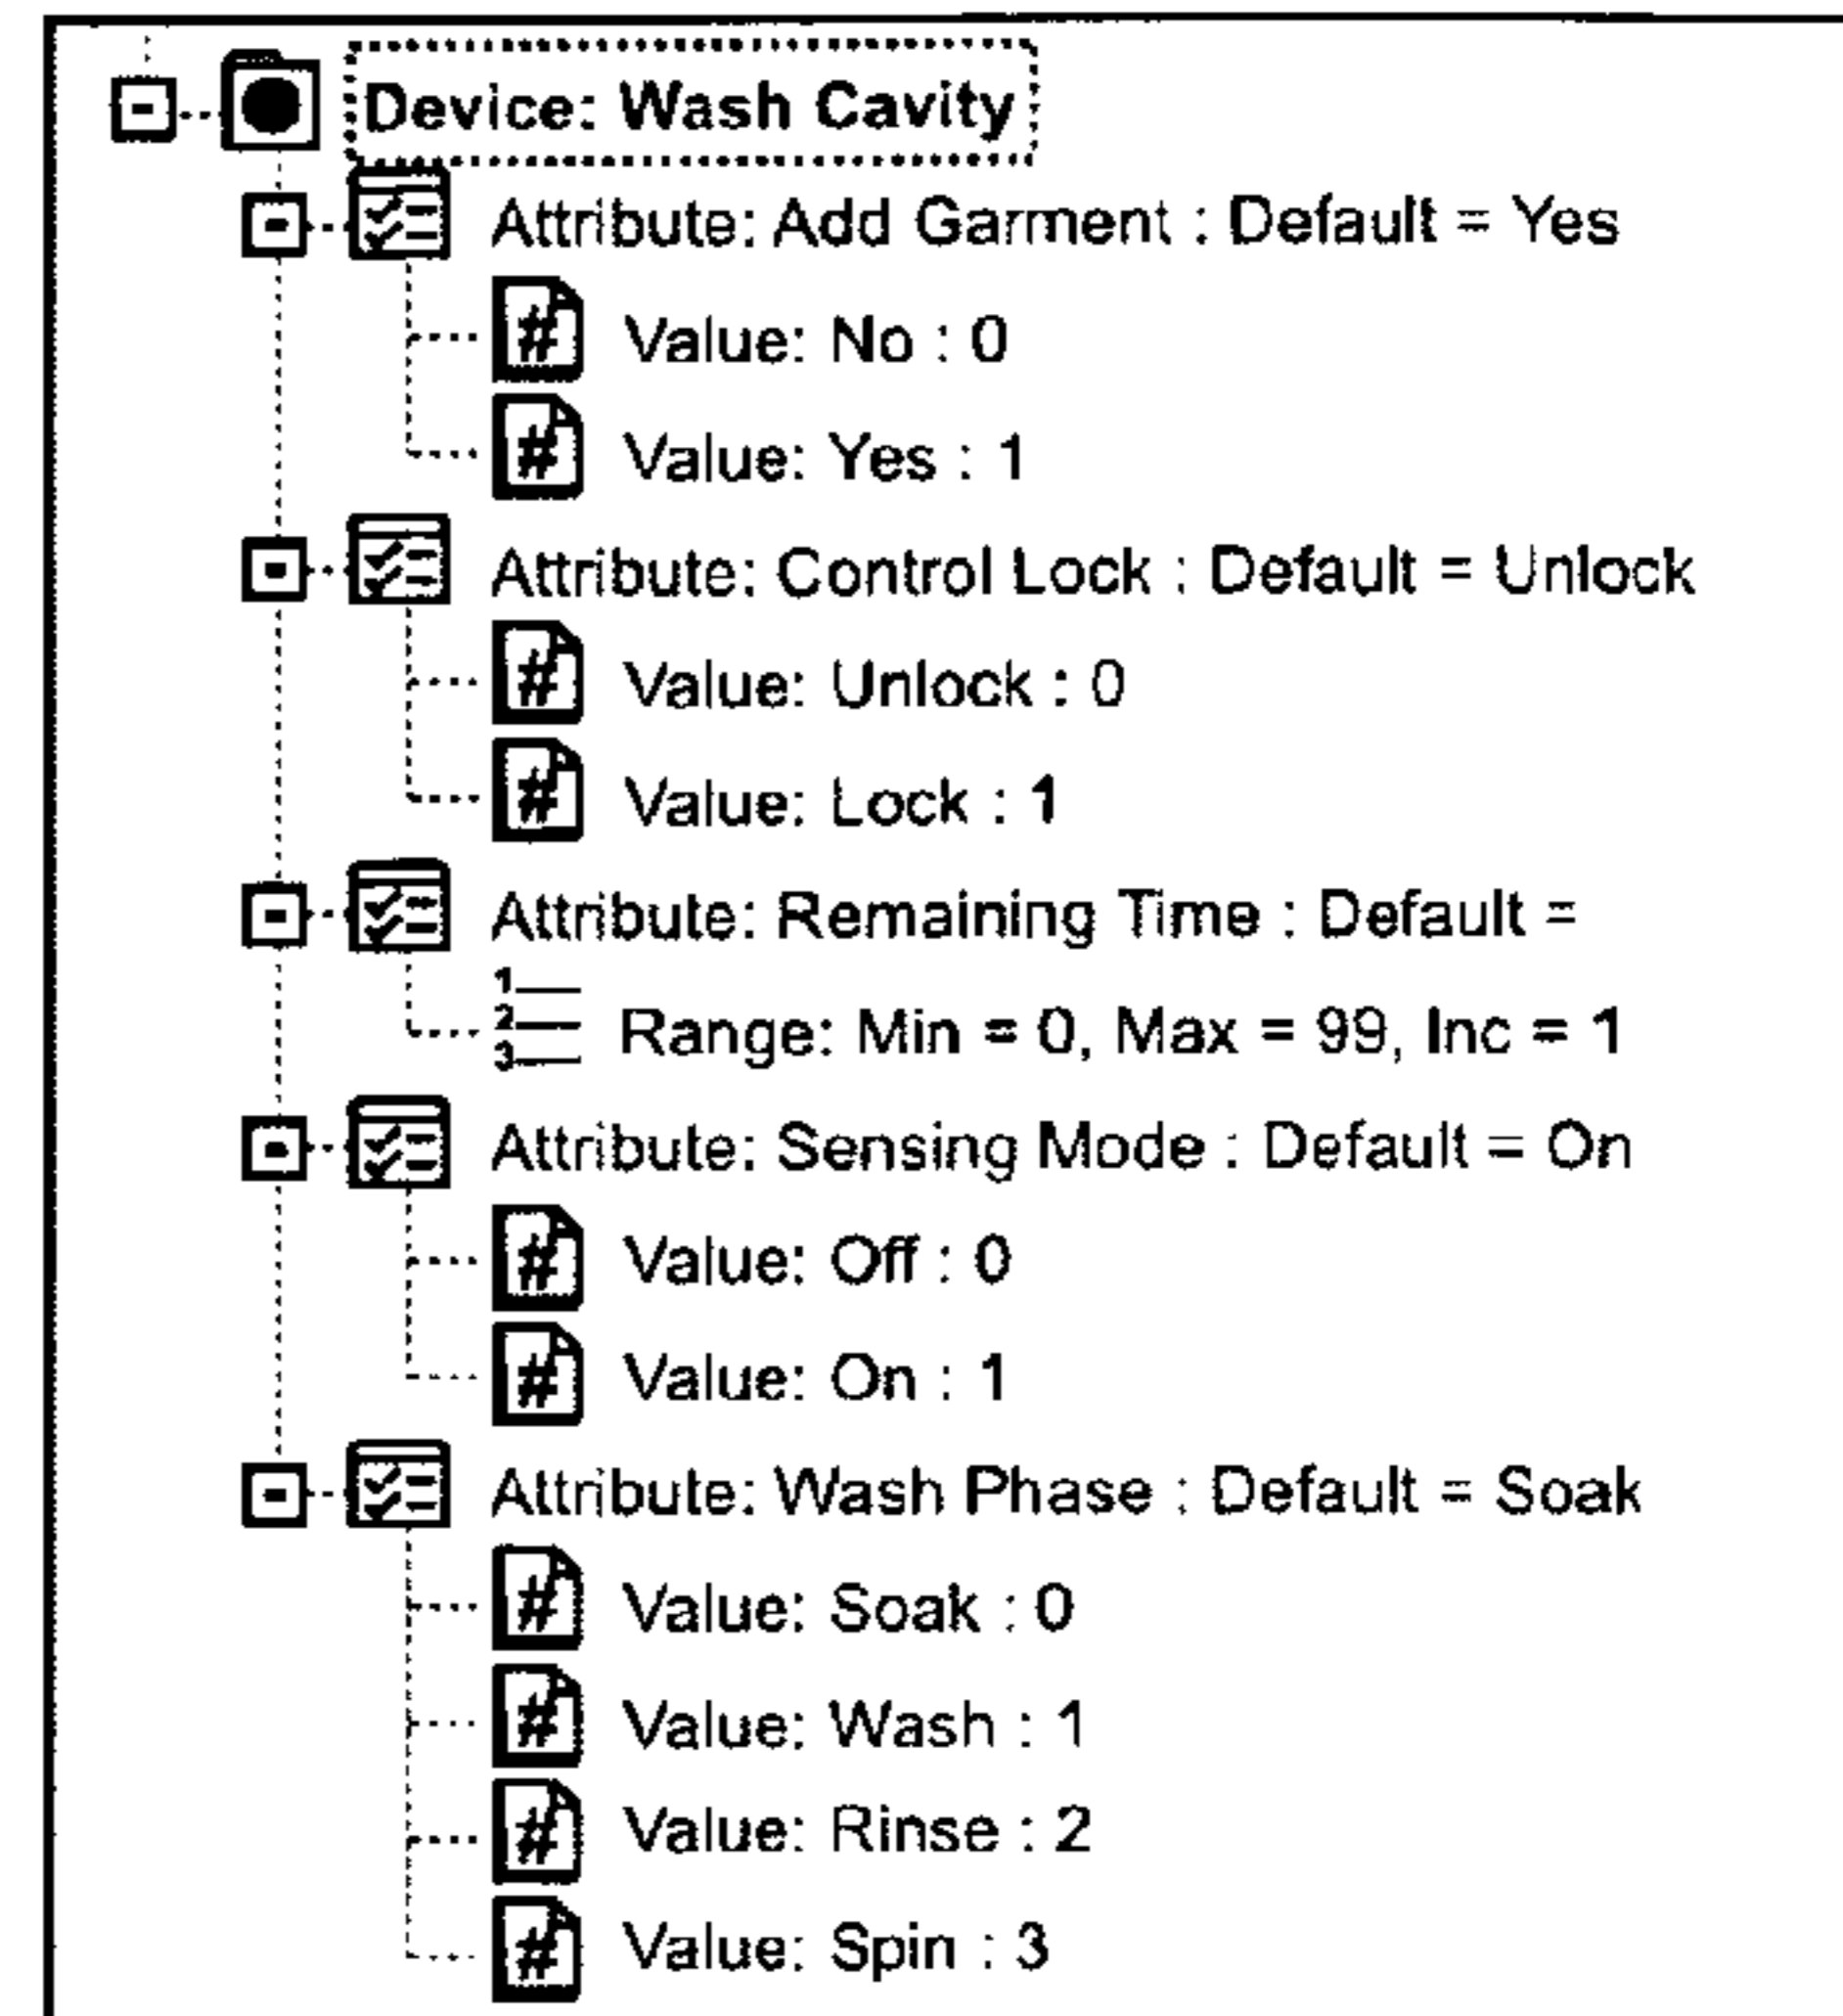 Device: Wash Cavity
Attribute: Add Garment : Default = Yes
# Value: No : 0
# Value: Yes : 1
Attribute: Control Lock : Default = Unlock
# Value: Unlock : 0
# Value: Lock : 1
Attribute: Remaining Time : Default =
1 2 3 Range: Min = 0, Max = 99, Inc = 1
Attribute: Sensing Mode : Default = On
# Value: Off : 0
# Value: On : 1
Attribute: Wash Phase : Default = Soak
# Value: Soak : 0
# Value: Wash : 1
# Value: Rinse : 2
# Value: Spin : 3